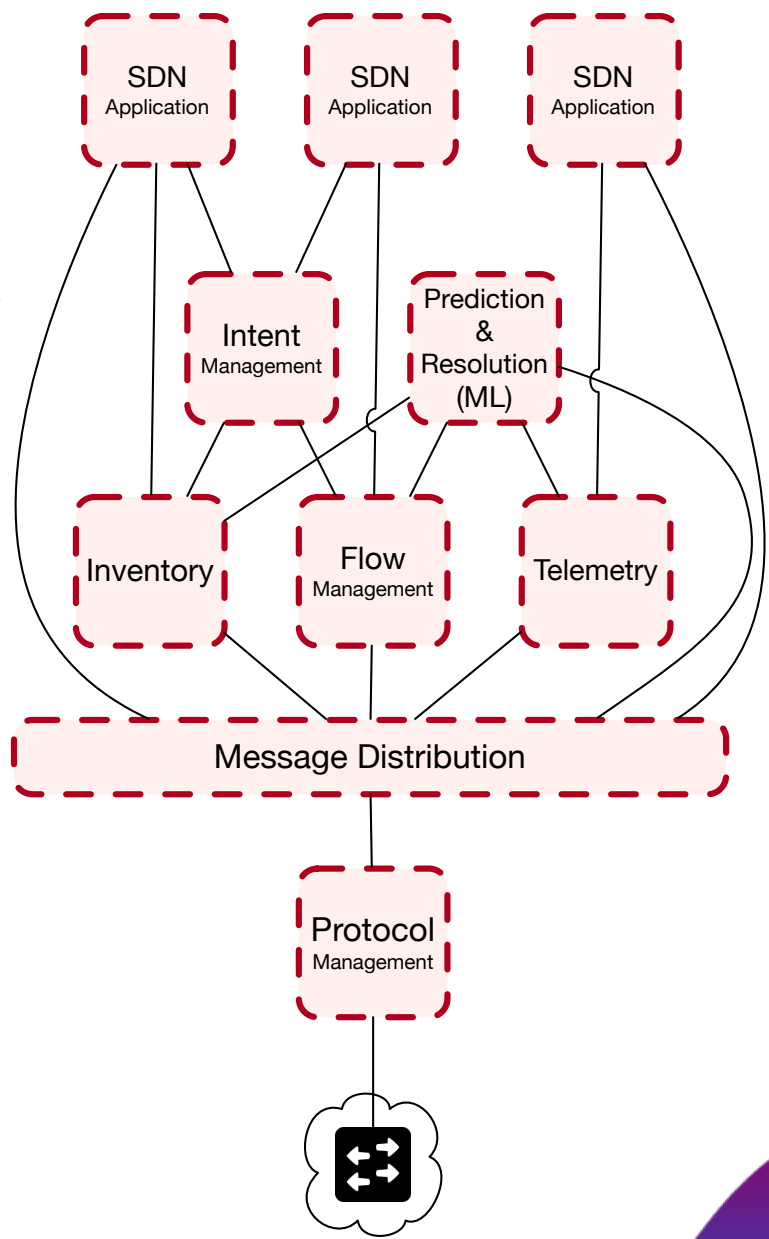 SDN
Application
SDN
Application
SDN
Application
Intent
Management
Prediction
&
Resolution
(ML)
Inventory
Flow
Management
Telemetry
Message Distribution
Protocol
Management